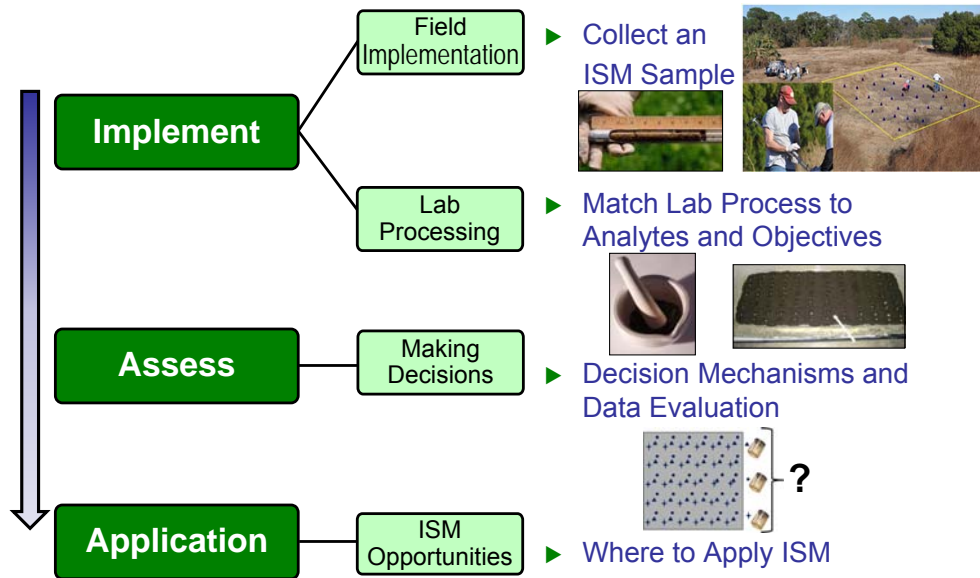 Implement
Field
Implementation
Collect an
ISM Sample
Lab
Processing
Match Lab Process to
Analytes and Objectives
Assess
Making
Decisions
Decision Mechanisms and
Data Evaluation
?
Application
ISM
Opportunities
Where to Apply ISM